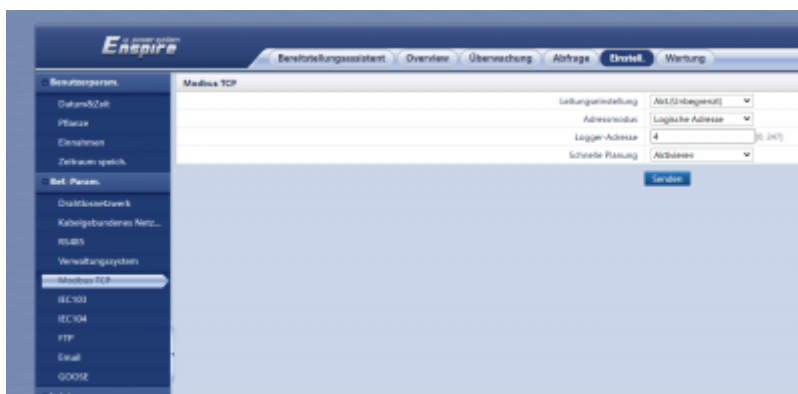 Enspire
Bereitstellungsassistent Overview Überwachung Abfrage Einstell. Wartung
Benutzerparam.
Datum&Zeit
Pflanze
Einnahmen
Zeitraum speich.
Modbus TCP
Leitungseinstellung Akt.(Unbegrenzt)
Adressmodus Logische Adresse
Logger-Adresse 4 [0, 247]
Schnelle Planung Aktivieren
Senden
Bet.-Param.
Drahtlosnetzwerk
Kabelgebundenes Netz...
RS485
Verwaltungssystem
Modbus TCP
IEC103
IEC104
FTP
Email
GOOSE